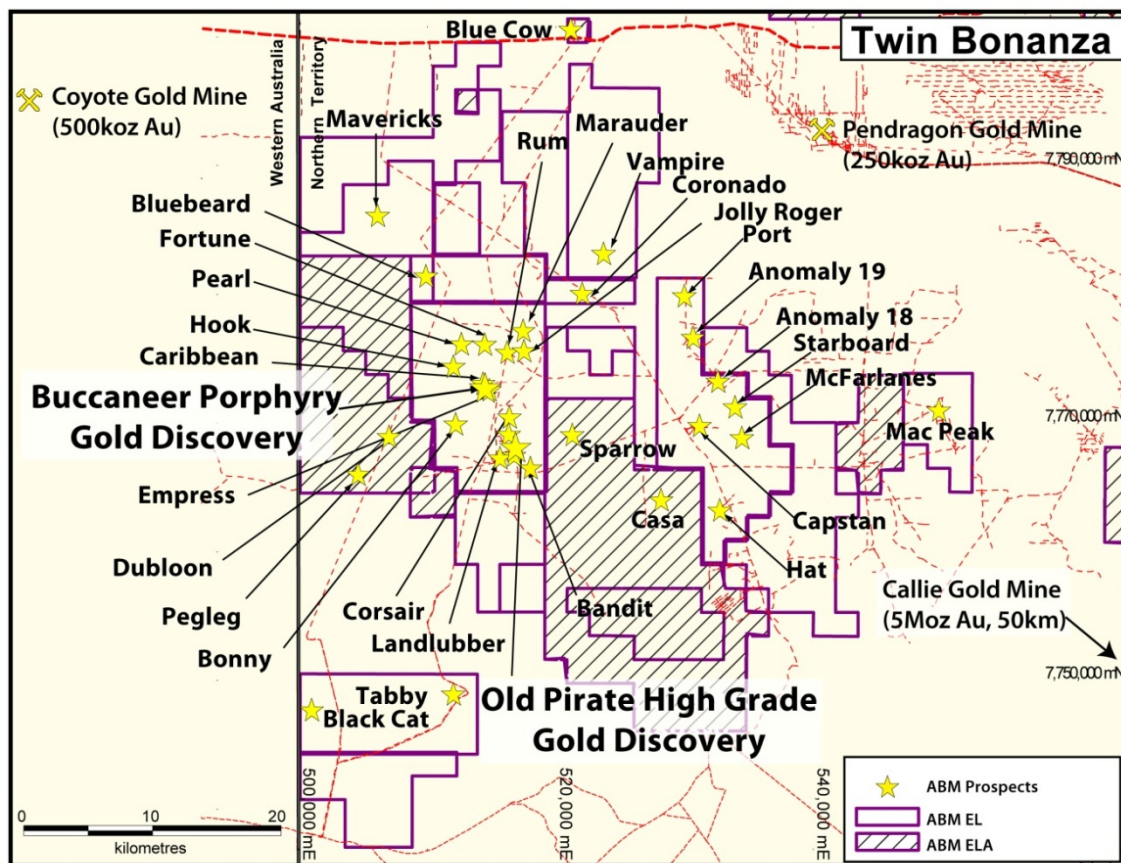 Blue Cow
Twin Bonanza
Western Australia
Northern Territory
Coyote Gold Mine
(500koz Au)
Mavericks
Marauder
Rum
Pendragon Gold Mine
(250koz Au)
7,790,000 mN
Vampire
Coronado
Bluebeard
Jolly Roger
Fortune
Port
Pearl
Anomaly 19
Hook
Anomaly 18
Caribbean
Starboard
McFarlanes
Buccaneer Porphyry
Gold Discovery
7,770,000 mN
Mac Peak
Sparrow
Empress
Casa
Capstan
Dubloon
Hat
Pegleg
Corsair
Bandit
Callie Gold Mine
(5Moz Au, 50km)
Landlubber
Bonny
7,750,000 mN
Tabby
Black Cat
Old Pirate High Grade
Gold Discovery
500,000 mE
520,000 mE
540,000 mE
ABM Prospects
ABM EL
ABM ELA
0 10 20
kilometres